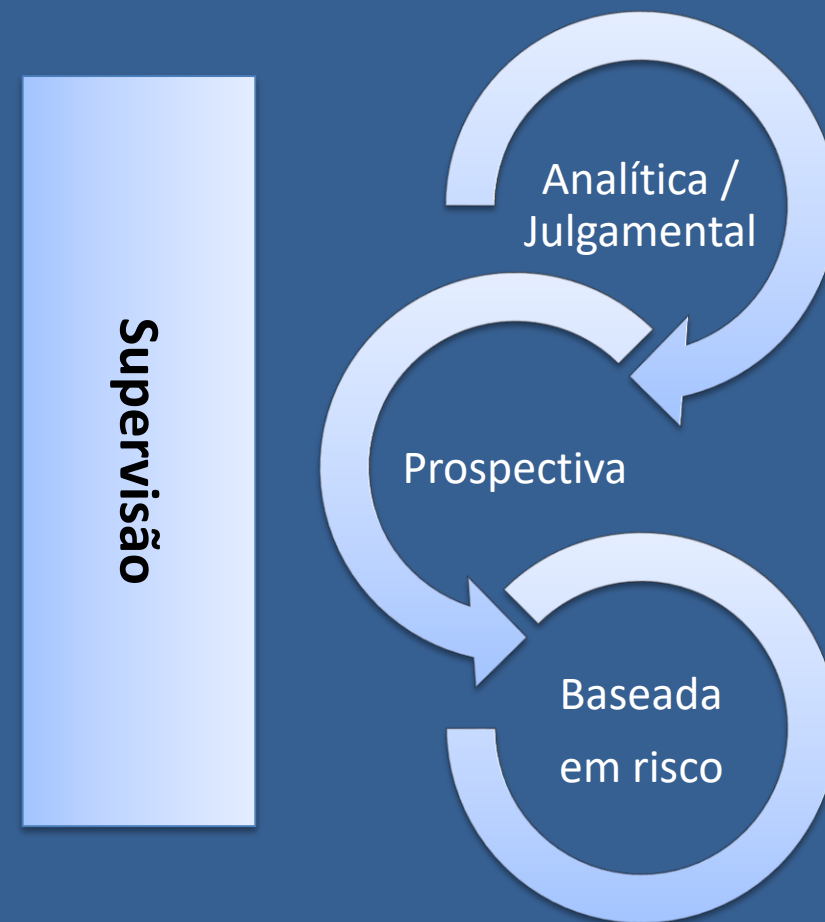 Supervisão
Analítica /
Julgamental
Prospectiva
Baseada
em risco